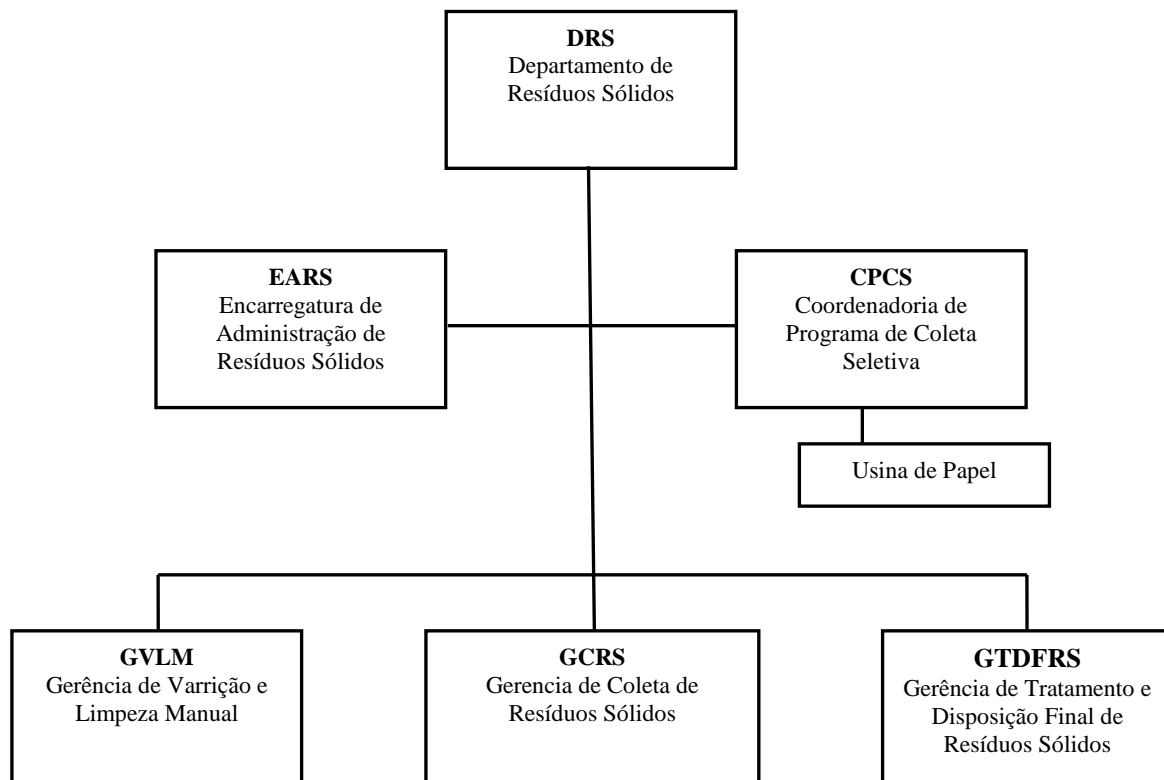 DRS
Departamento de
Resíduos Sólidos
EARS
Encarregatura de
Administração de
Resíduos Sólidos
CPCS
Coordenadoria de
Programa de Coleta
Seletiva
Usina de Papel
GVLM
Gerência de Varrição e
Limpeza Manual
GCRS
Gerencia de Coleta de
Resíduos Sólidos
GTDFRS
Gerência de Tratamento e
Disposição Final de
Resíduos Sólidos